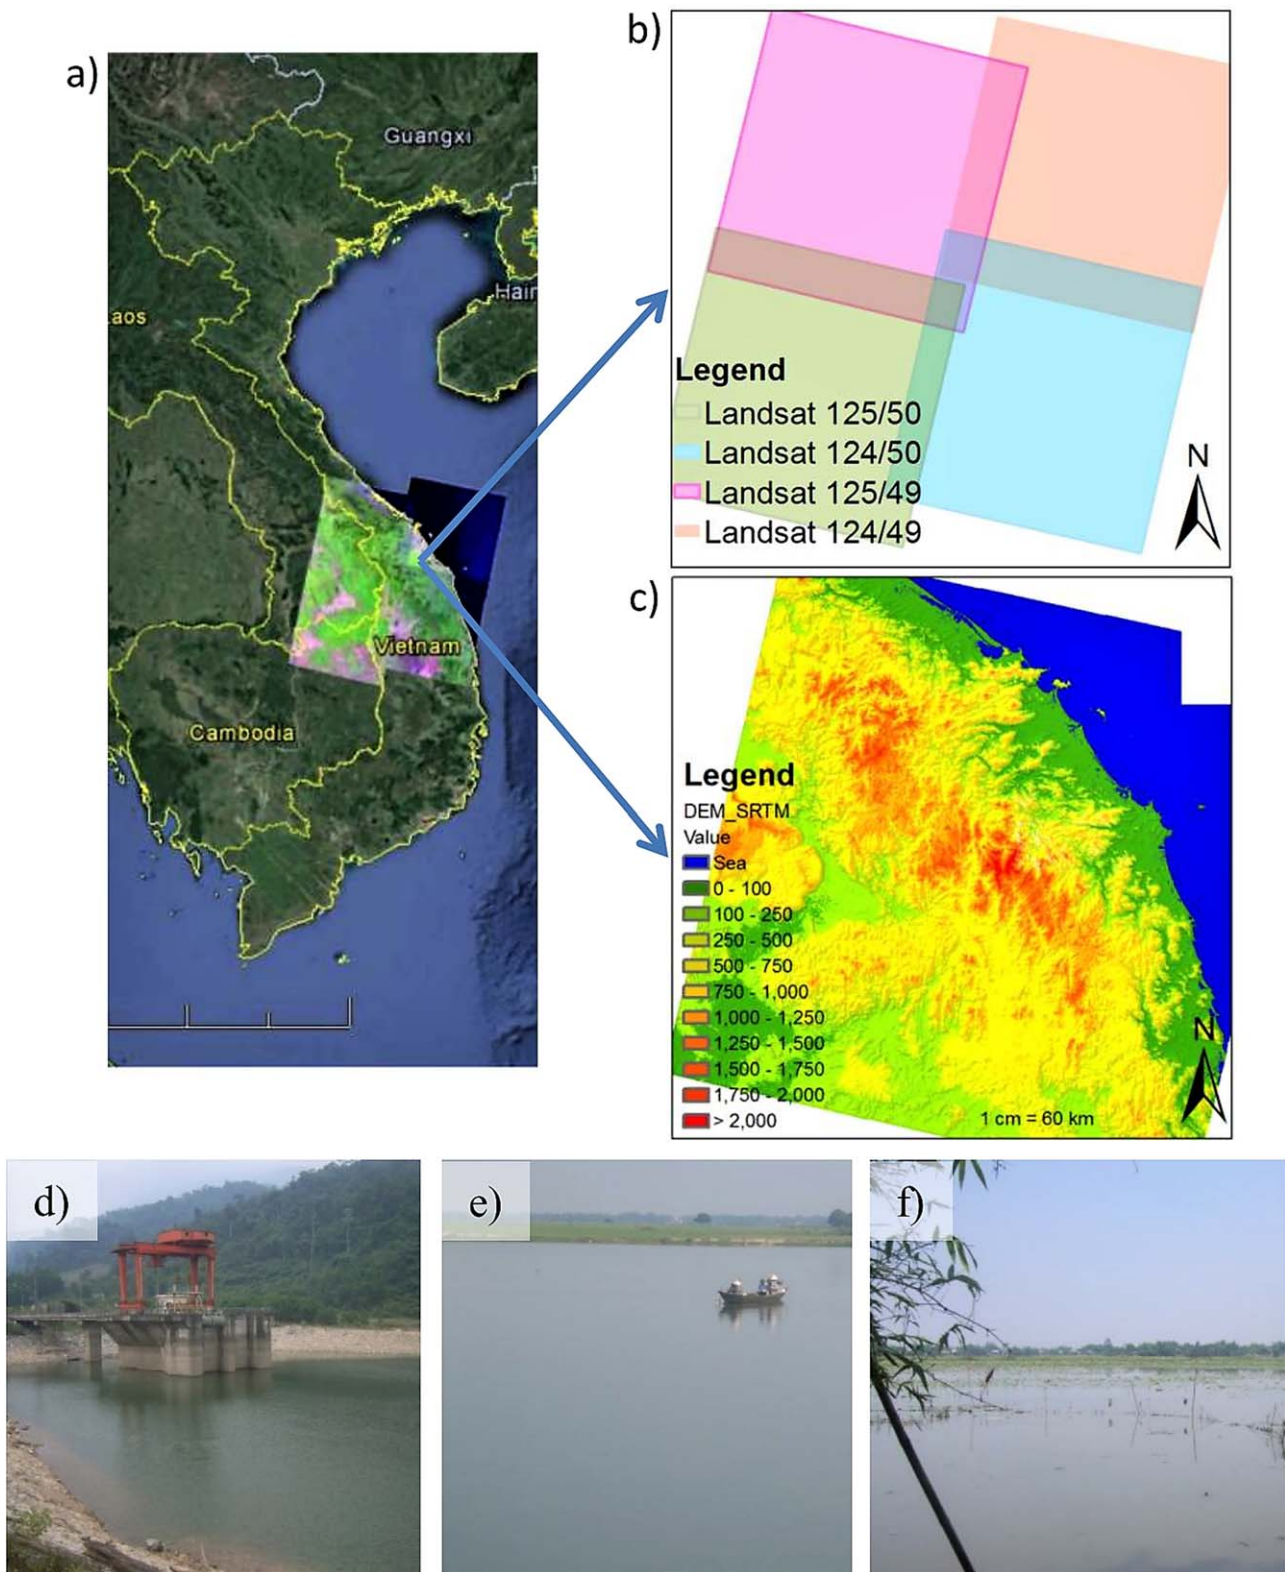 a)
Guangxi
Hair
aos
Vietnam
Cambodia
b)
Legend
Landsat 125/50
Landsat 124/50
Landsat 125/49
Landsat 124/49
N
c)
Legend
DEM_SRTM
Value
Sea
0 - 100
100 - 250
250 - 500
500 - 750
750 - 1,000
1,000 - 1,250
1,250 - 1,500
1,500 - 1,750
1,750 - 2,000
> 2,000
N
1 cm = 60 km
d)
e)
f)